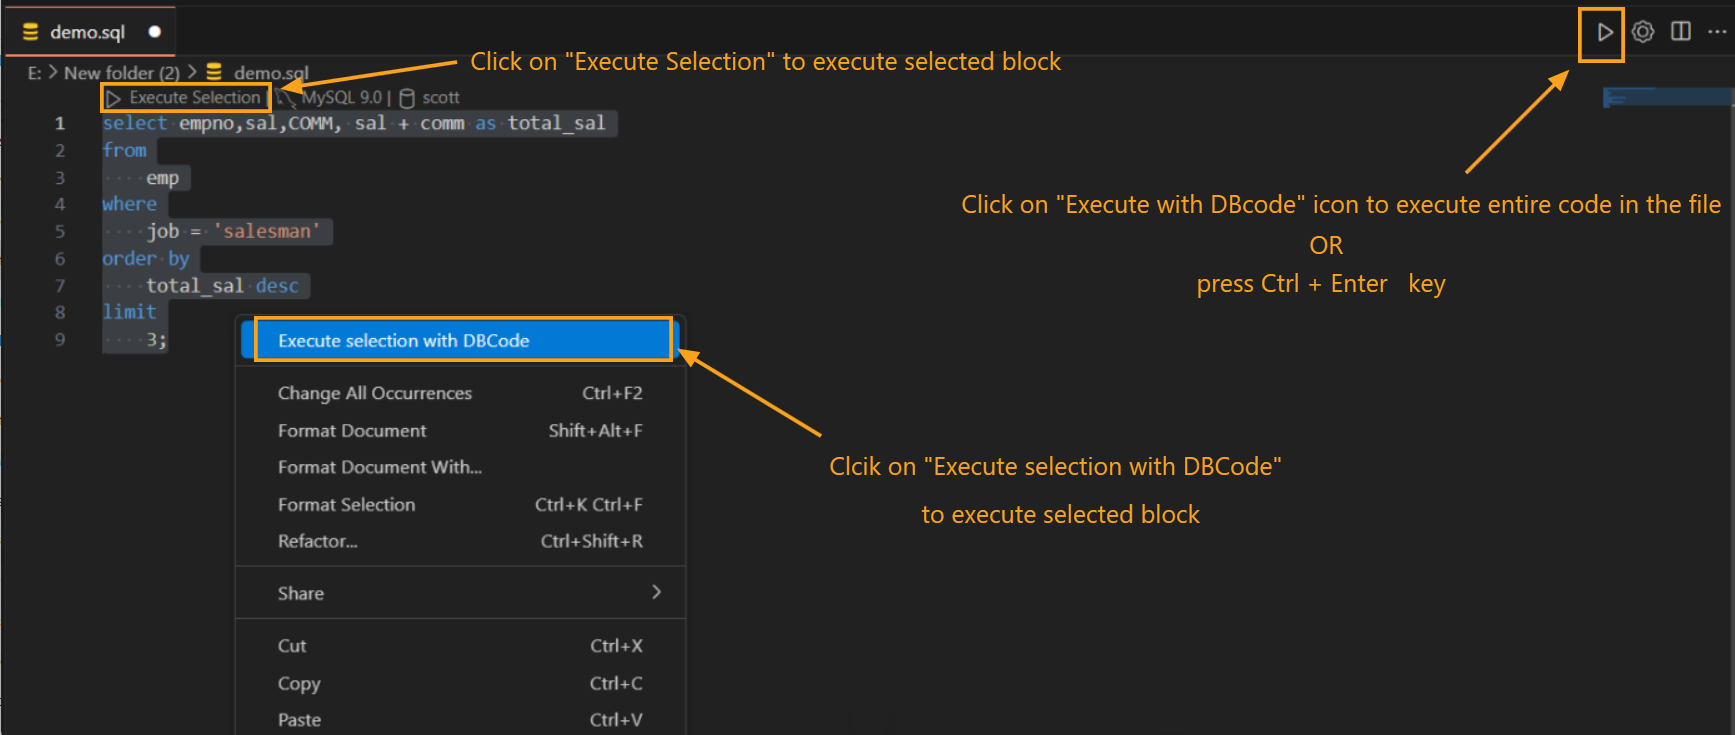 demo.sql
Click on "Execute Selection" to execute selected block
E: > New folder (2) > demo.sql
Execute Selection | MySQL 9.0 | scott
1 select empno,sal,COMM, sal + comm as total_sal
2 from
3 emp
4 where
5 job = 'salesman'
6 order by
7 total_sal desc
8 limit
9 3;
Click on "Execute with DBcode" icon to execute entire code in the file
OR
press Ctrl + Enter key
Execute selection with DBCode
Change All Occurrences Ctrl+F2
Format Document Shift+Alt+F
Format Document With...
Format Selection Ctrl+K Ctrl+F
Refactor... Ctrl+Shift+R
Share
Cut Ctrl+X
Copy Ctrl+C
Paste Ctrl+V
Clcik on "Execute selection with DBCode"
to execute selected block